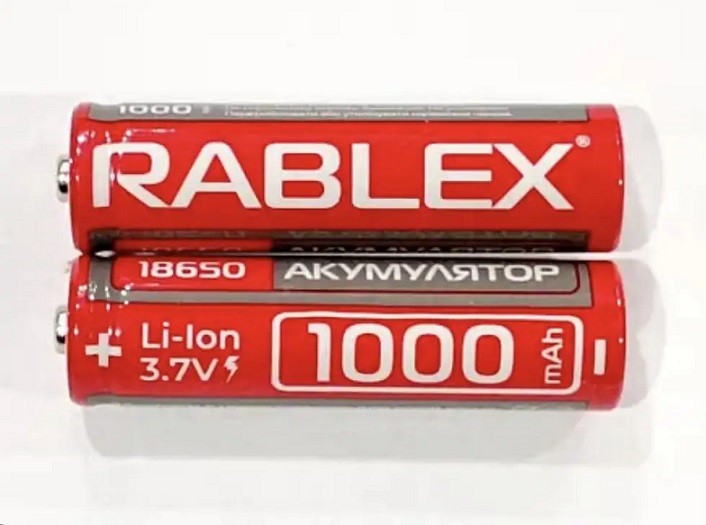 1000
RABLEX®
18650 АКУМУЛЯТОР
+ Li-Ion
3.7V
1000 mAh
-